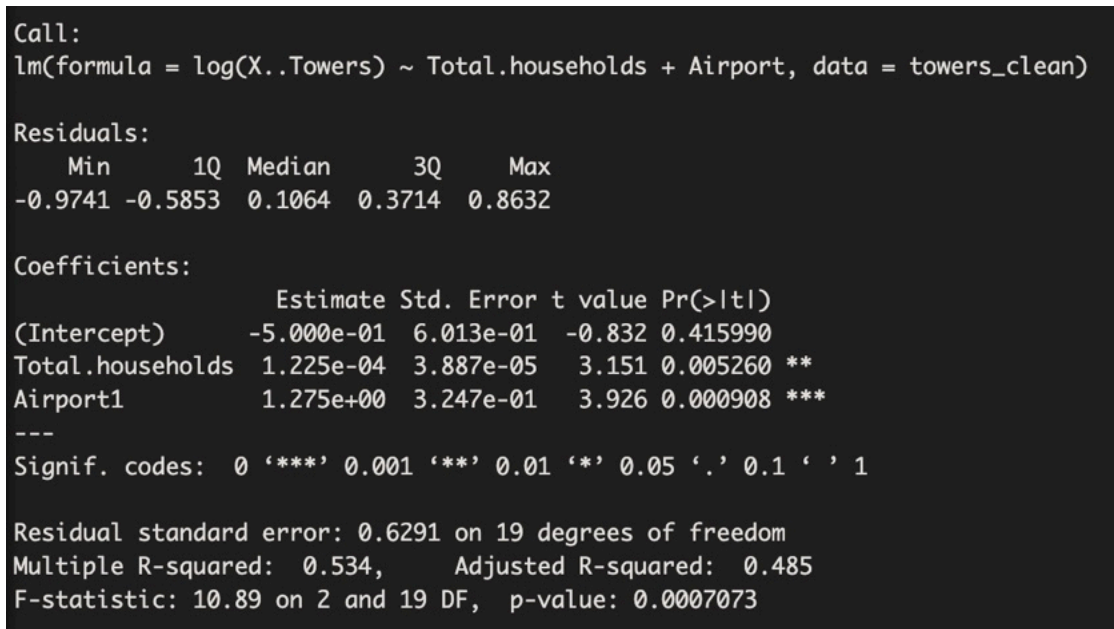 Call:
lm(formula = log(X..Towers) ~ Total.households + Airport, data = towers_clean)
Residuals:
    Min      1Q  Median      3Q     Max
-0.9741 -0.5853  0.1064  0.3714  0.8632
Coefficients:
                  Estimate Std. Error t value Pr(>|t|)
(Intercept)      -5.000e-01  6.013e-01  -0.832 0.415990
Total.households  1.225e-04  3.887e-05   3.151 0.005260 **
Airport1          1.275e+00  3.247e-01   3.926 0.000908 ***
---
Signif. codes:  0 ‘***’ 0.001 ‘**’ 0.01 ‘*’ 0.05 ‘.’ 0.1 ‘ ’ 1
Residual standard error: 0.6291 on 19 degrees of freedom
Multiple R-squared:  0.534,	Adjusted R-squared:  0.485
F-statistic: 10.89 on 2 and 19 DF,  p-value: 0.0007073